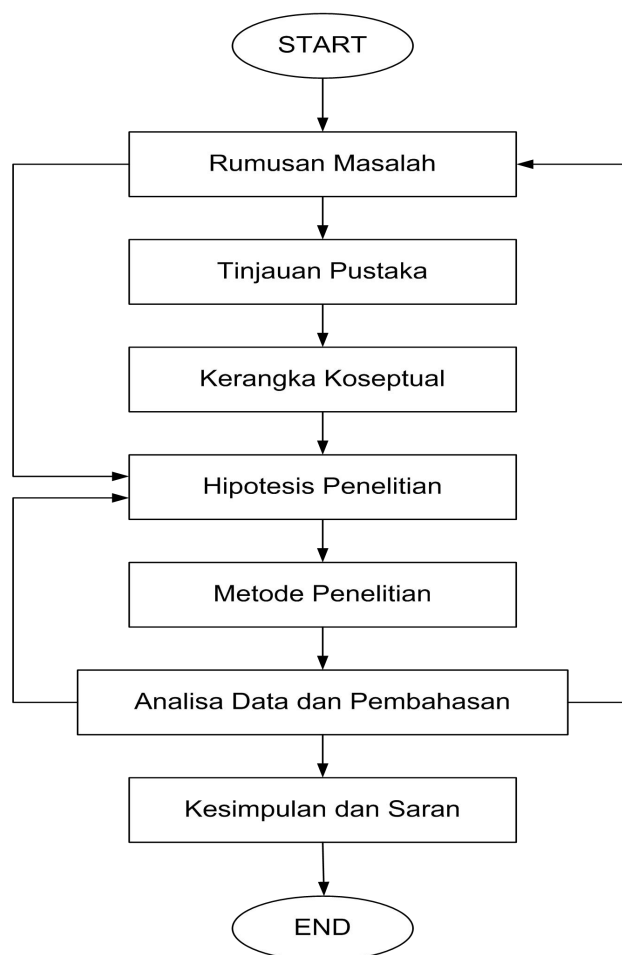 START
Rumusan Masalah
Tinjauan Pustaka
Kerangka Koseptual
Hipotesis Penelitian
Metode Penelitian
Analisa Data dan Pembahasan
Kesimpulan dan Saran
END